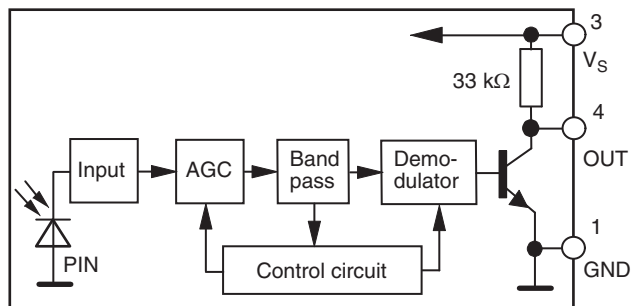 3
V_S
33 kΩ
4
OUT
Input
AGC
Band
pass
Demo-
dulator
PIN
Control circuit
1
GND